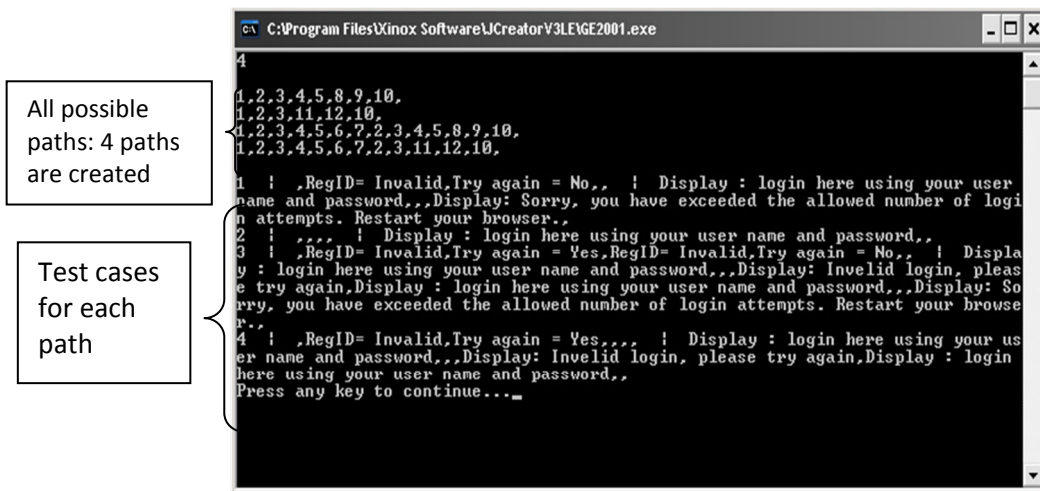 C:\Program Files\Xinox Software\JCreatorV3LE\GE2001.exe
All possible
paths: 4 paths
are created
4
1,2,3,4,5,8,9,10,
1,2,3,11,12,10,
1,2,3,4,5,6,7,2,3,4,5,8,9,10,
1,2,3,4,5,6,7,2,3,11,12,10,
Test cases
for each
path
1 ¦ ,RegID= Invalid,Try again = No,, ¦ Display : login here using your user
name and password,,,Display: Sorry, you have exceeded the allowed number of logi
n attempts. Restart your browser.,
2 ¦ ,,,, ¦ Display : login here using your user name and password,,
3 ¦ ,RegID= Invalid,Try again = Yes,RegID= Invalid,Try again = No,, ¦ Displa
y : login here using your user name and password,,,Display: Invelid login, pleas
e try again,Display : login here using your user name and password,,,Display: So
rry, you have exceeded the allowed number of login attempts. Restart your browse
r.,
4 ¦ ,RegID= Invalid,Try again = Yes,,,, ¦ Display : login here using your us
er name and password,,,Display: Invelid login, please try again,Display : login
here using your user name and password,,
Press any key to continue..._